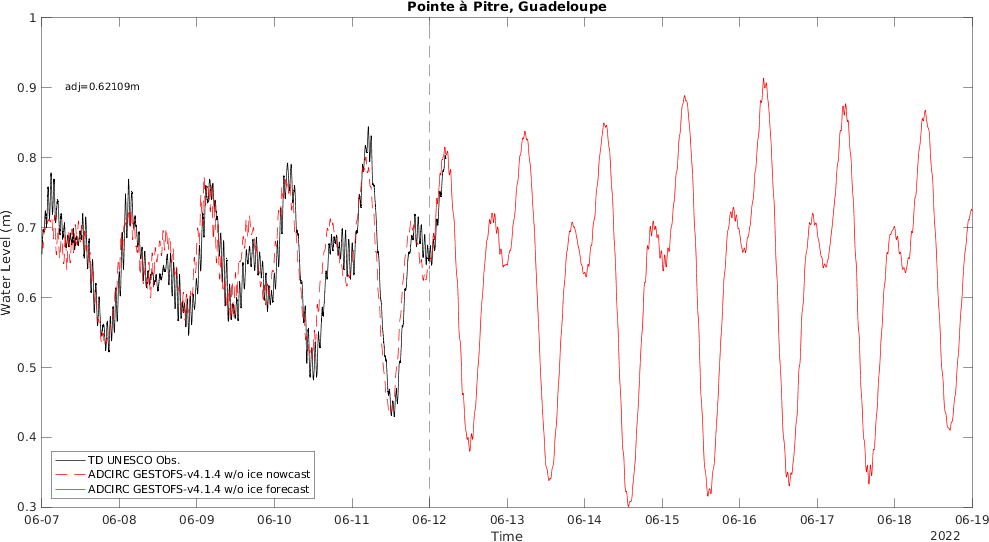 Pointe à Pitre, Guadeloupe
1
0.9
adj=0.62109m
0.8
0.7
Water Level (m)
0.6
0.5
0.4
TD UNESCO Obs.
ADCIRC GESTOFS-v4.1.4 w/o ice nowcast
ADCIRC GESTOFS-v4.1.4 w/o ice forecast
0.3
06-07 06-08 06-09 06-10 06-11 06-12 06-13 06-14 06-15 06-16 06-17 06-18 06-19
Time
2022